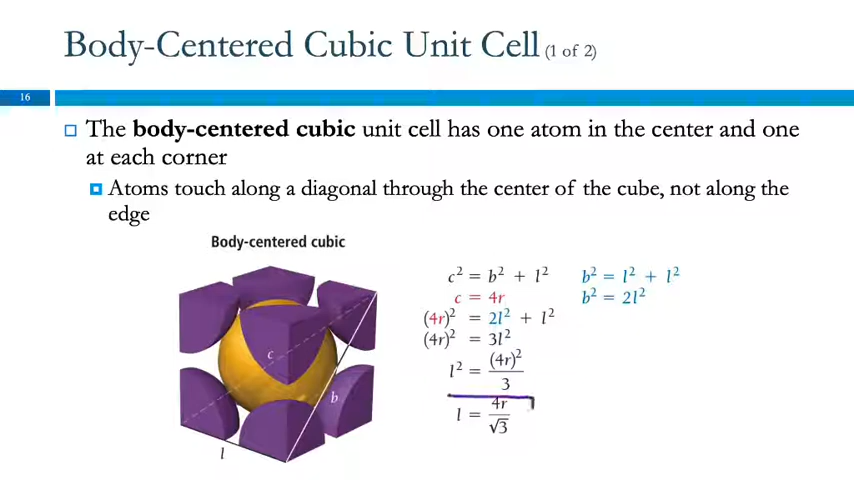 Body-Centered Cubic Unit Cell (1 of 2)
16
The body-centered cubic unit cell has one atom in the center and one
at each corner
Atoms touch along a diagonal through the center of the cube, not along the
edge
Body-centered cubic
c
b
l
c² = b² + l²
c = 4r
(4r)² = 2l² + l²
(4r)² = 3l²
l² = (4r)²/3
l = 4r/√3
b² = l² + l²
b² = 2l²